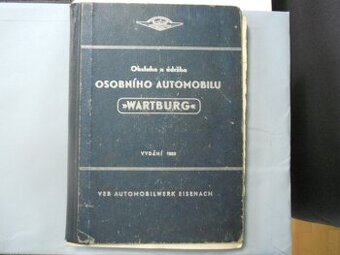 Obsluha a údržba
OSOBNÍHO AUTOMOBILU
»WARTBURG«
VYDÁNÍ
VEB AUTOMOBILWERK EISENACH